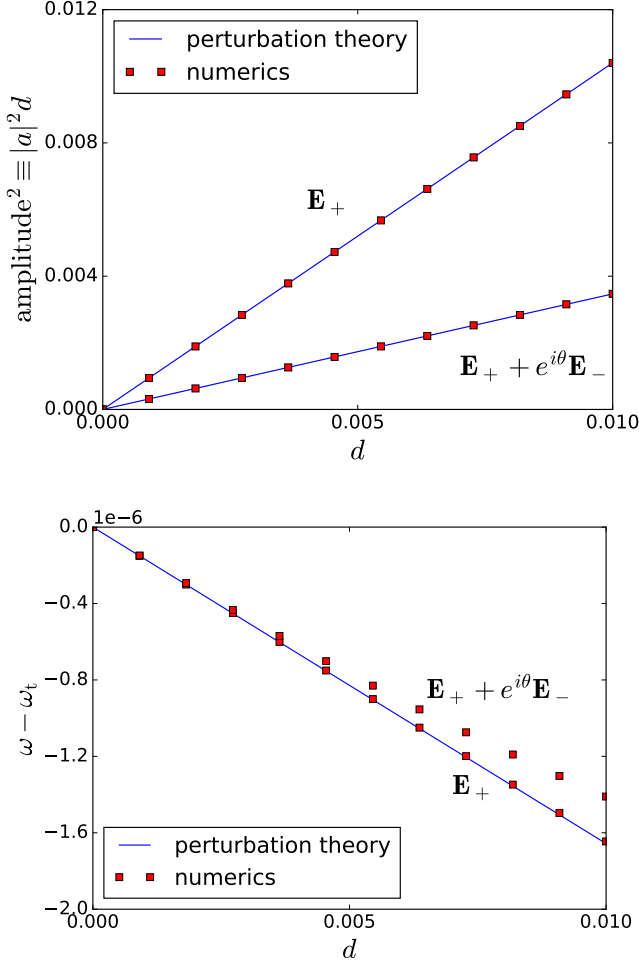 0.012
perturbation theory
numerics
0.008
amplitude² ≡ |a|²d
E₊
0.004
E₊ + e^{iθ}E₋
0.000
0.000
0.005
0.010
d
1e−6
0.0
−0.4
−0.8
E₊ + e^{iθ}E₋
ω − ωₜ
−1.2
E₊
−1.6
perturbation theory
numerics
−2.0
0.000
0.005
0.010
d